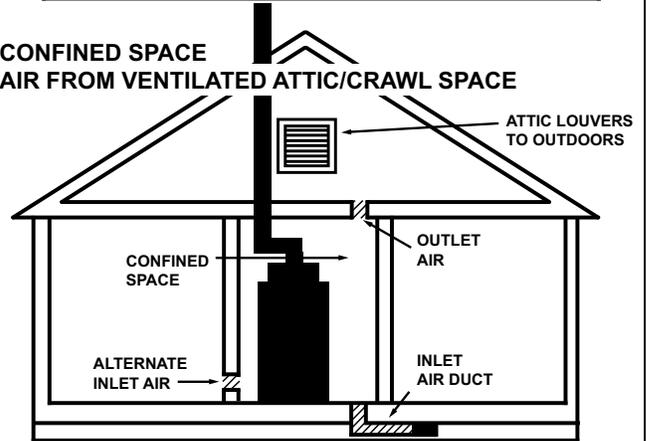 CONFINED SPACE
AIR FROM VENTILATED ATTIC/CRAWL SPACE
ATTIC LOUVERS
TO OUTDOORS
OUTLET
AIR
CONFINED
SPACE
ALTERNATE
INLET AIR
INLET
AIR DUCT